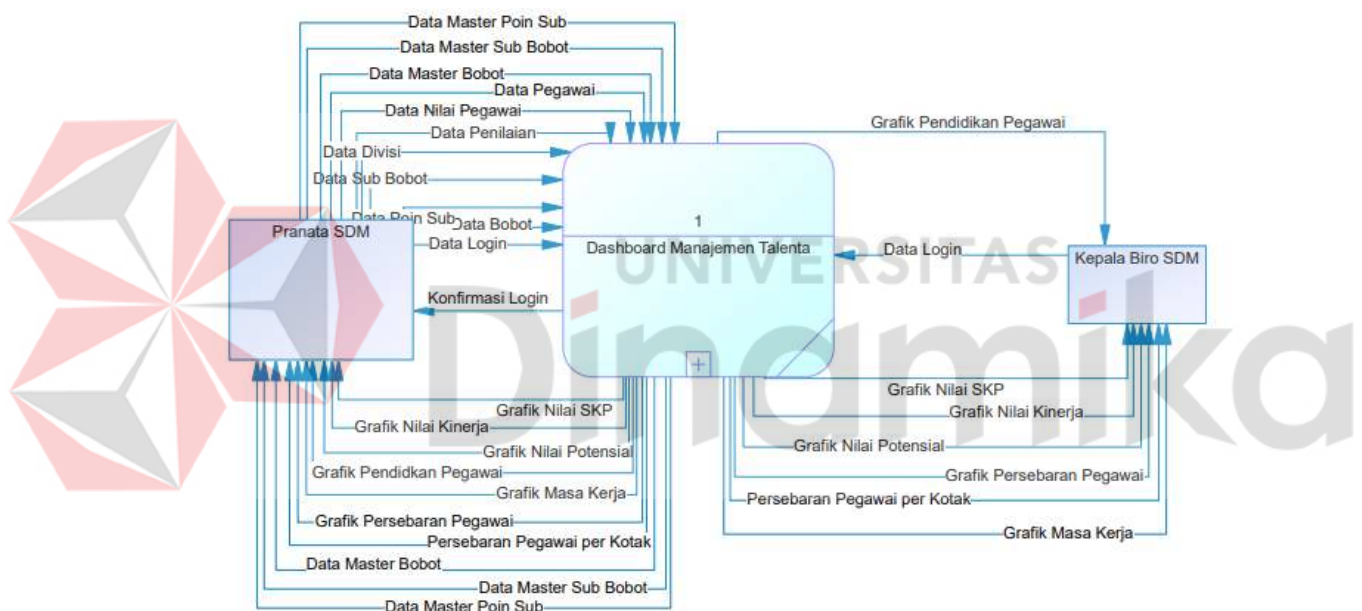 Data Master Poin Sub
Data Master Sub Bobot
Data Master Bobot
Data Pegawai
Data Nilai Pegawai
Data Penilaian
Data Divisi
Data Sub Bobot
Data Poin Sub
Data Bobot
Data Login
Pranata SDM
Konfirmasi Login
1
Dashboard Manajemen Talenta
Grafik Pendidikan Pegawai
Data Login
Kepala Biro SDM
UNIVERSITAS
Dinamika
Grafik Nilai SKP
Grafik Nilai Kinerja
Grafik Nilai Potensial
Grafik Pendidkan Pegawai
Grafik Masa Kerja
Grafik Persebaran Pegawai
Persebaran Pegawai per Kotak
Data Master Bobot
Data Master Sub Bobot
Data Master Poin Sub
Grafik Nilai SKP
Grafik Nilai Kinerja
Grafik Nilai Potensial
Grafik Persebaran Pegawai
Persebaran Pegawai per Kotak
Grafik Masa Kerja